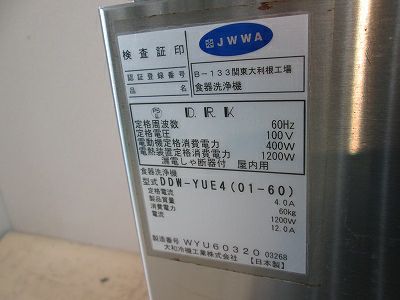 検査証印
JWWA
認証登録番号
B-133関東大利根工場
品名
食器洗浄機
PS
E
D.R.K
定格周波数 60Hz
定格電圧 100V
電動機定格消費電力 400W
電熱装置定格消費電力 1200W
漏電しゃ断器付 屋内用
食器洗浄機
型式 DDW-YUE4(01-60)
定格電流 4.0A
製品質量 60kg
消費電力 1200W
電流 12.0A
製造番号 WYU60320 03268
大和冷機工業株式会社 【日本製】